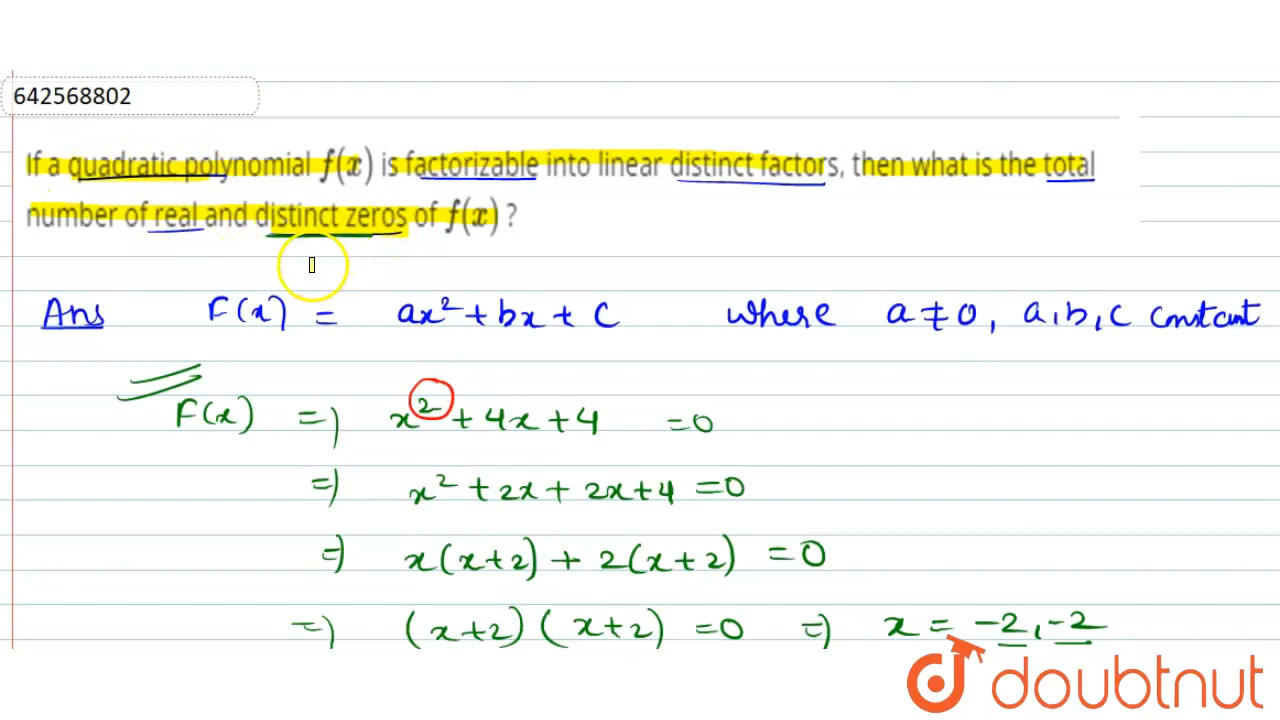 642568802
If a quadratic polynomial f(x) is factorizable into linear distinct factors, then what is the total
number of real and distinct zeros of f(x) ?
Ans F(x) = ax² + bx + c where a ≠ 0, a, b, c constant
F(x) =) x² + 4x + 4 = 0
=) x² + 2x + 2x + 4 = 0
=) x(x+2) + 2(x+2) = 0
=) (x+2)(x+2) = 0 =) x = -2, -2
doubtnut